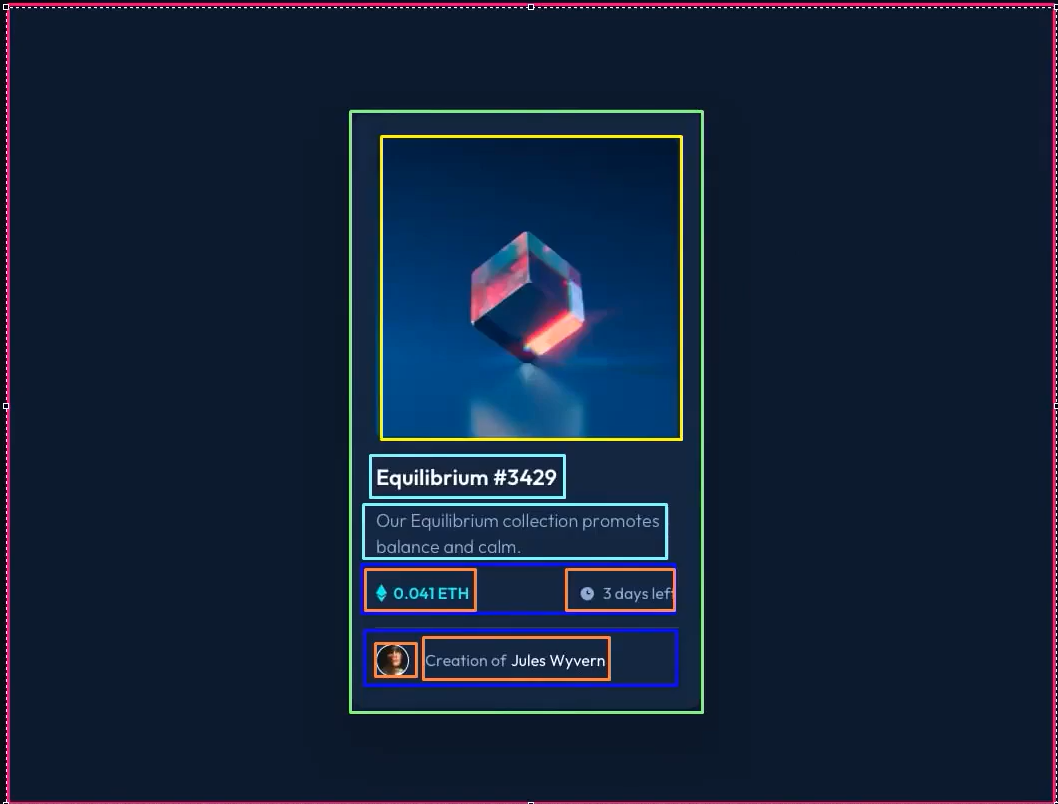 Equilibrium #3429
Our Equilibrium collection promotes
balance and calm.
0.041 ETH 3 days left
Creation of Jules Wyvern